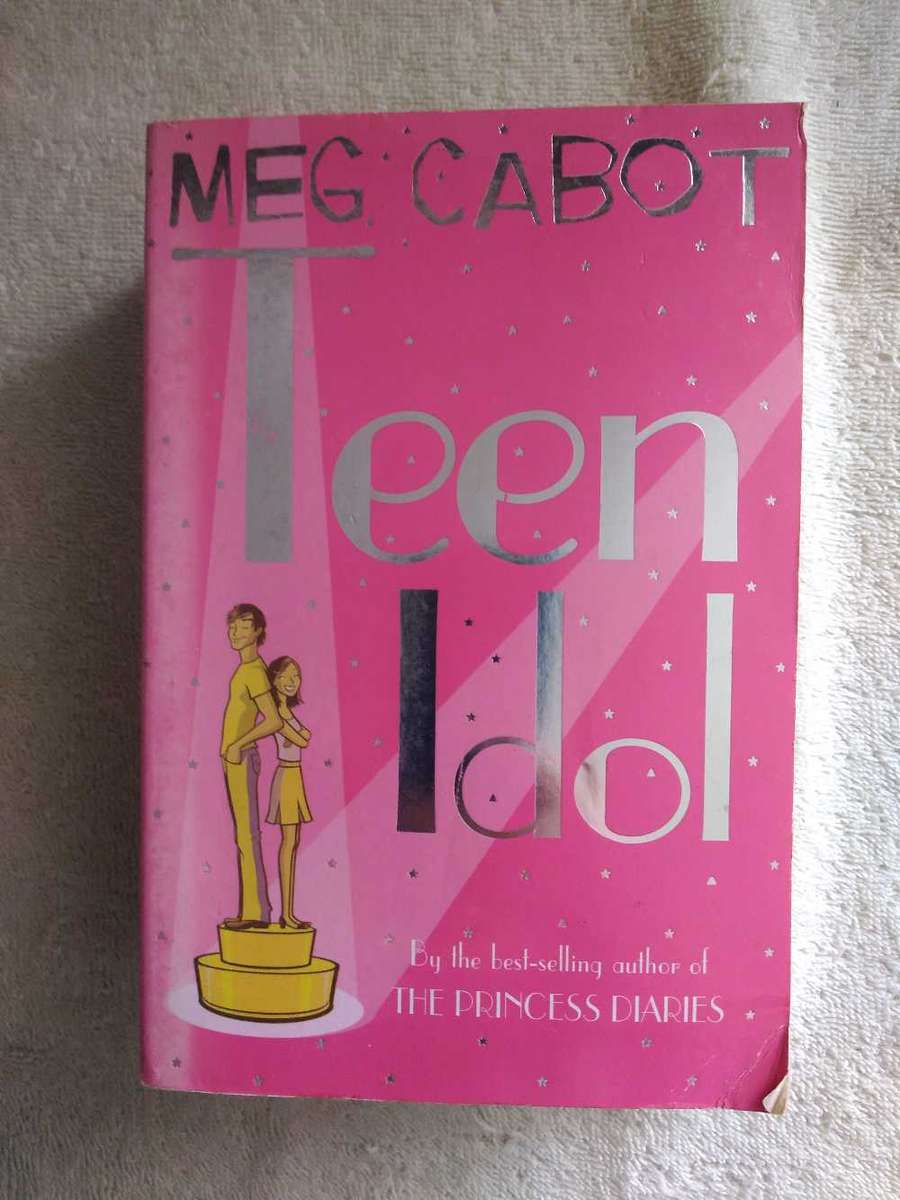 MEG CABOT
Teen
Idol
By the best-selling author of
THE PRINCESS DIARIES